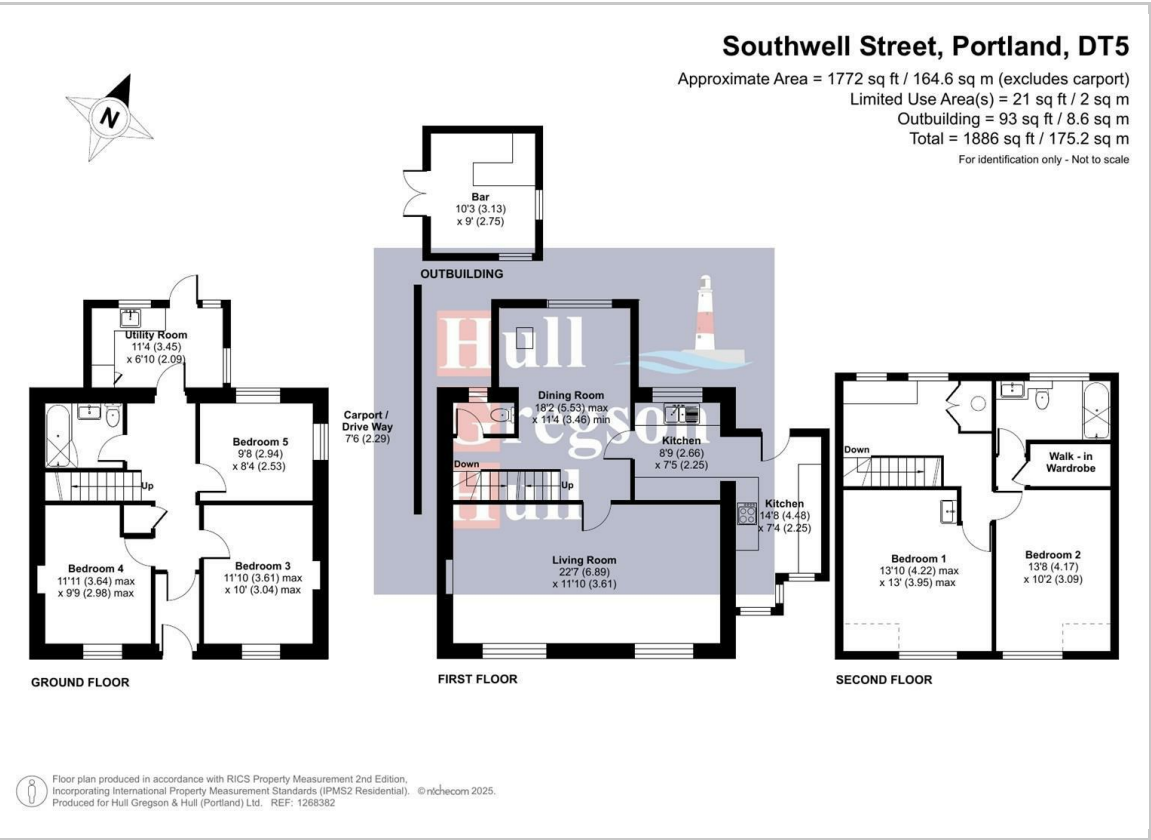 Southwell Street, Portland, DT5
Approximate Area = 1772 sq ft / 164.6 sq m (excludes carport)
Limited Use Area(s) = 21 sq ft / 2 sq m
Outbuilding = 93 sq ft / 8.6 sq m
Total = 1886 sq ft / 175.2 sq m
For identification only - Not to scale
N
Bar
10'3 (3.13)
x 9' (2.75)
OUTBUILDING
Hull
Gregson
Hull
Utility Room
11'4 (3.45)
x 6'10 (2.09)
Bedroom 5
9'8 (2.94)
x 8'4 (2.53)
Up
Bedroom 4
11'11 (3.64) max
x 9'9 (2.98) max
Bedroom 3
11'10 (3.61) max
x 10' (3.04) max
GROUND FLOOR
Carport /
Drive Way
7'6 (2.29)
Dining Room
18'2 (5.53) max
x 11'4 (3.46) min
Kitchen
8'9 (2.66)
x 7'5 (2.25)
Down
Up
Kitchen
14'8 (4.48)
x 7'4 (2.25)
Living Room
22'7 (6.89)
x 11'10 (3.61)
FIRST FLOOR
Down
Walk - in
Wardrobe
Bedroom 1
13'10 (4.22) max
x 13' (3.95) max
Bedroom 2
13'8 (4.17)
x 10'2 (3.09)
SECOND FLOOR
Floor plan produced in accordance with RICS Property Measurement 2nd Edition,
Incorporating International Property Measurement Standards (IPMS2 Residential). © nichecom 2025.
Produced for Hull Gregson & Hull (Portland) Ltd. REF: 1268382